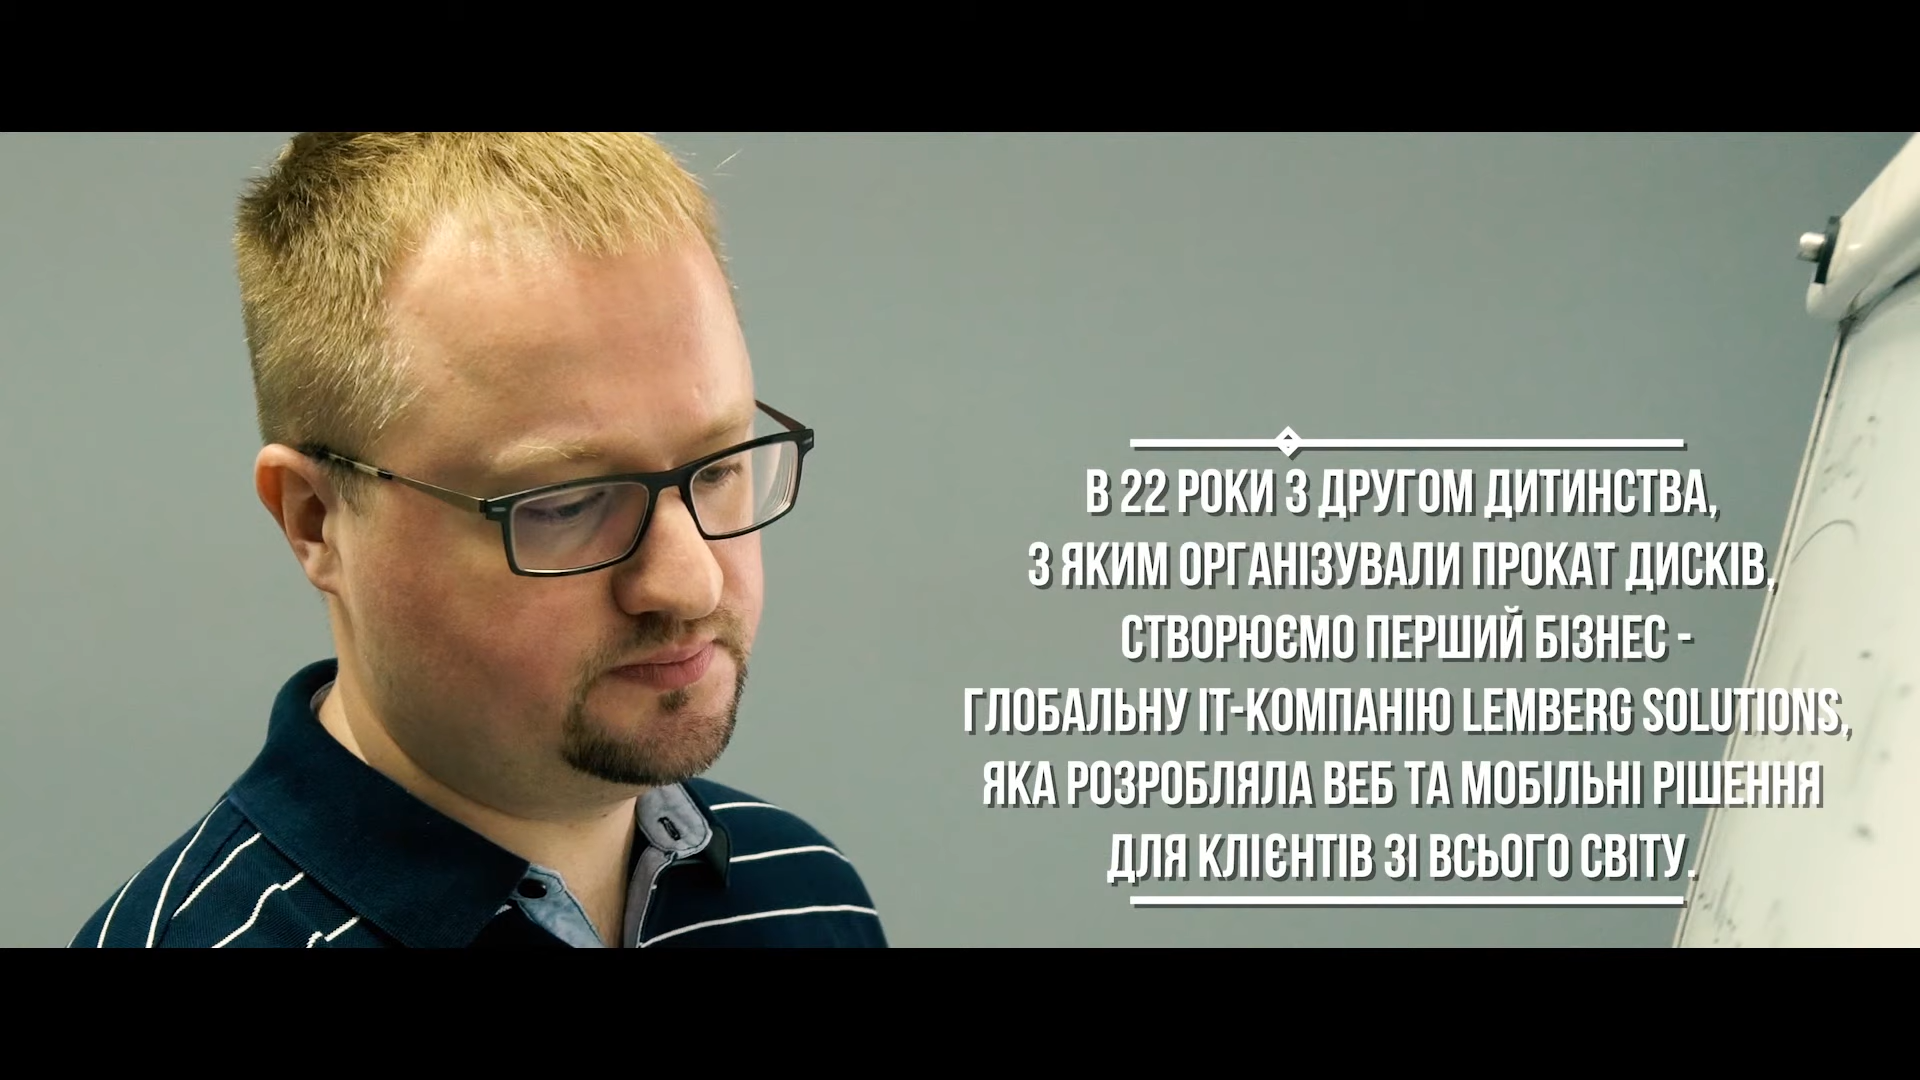 В 22 РОКИ З ДРУГОМ ДИТИНСТВА,
З ЯКИМ ОРГАНІЗУВАЛИ ПРОКАТ ДИСКІВ,
СТВОРЮЄМО ПЕРШИЙ БІЗНЕС -
ГЛОБАЛЬНУ ІТ-КОМПАНІЮ LEMBERG SOLUTIONS,
ЯКА РОЗРОБЛЯЛА ВЕБ ТА МОБІЛЬНІ РІШЕННЯ
ДЛЯ КЛІЄНТІВ ЗІ ВСЬОГО СВІТУ.